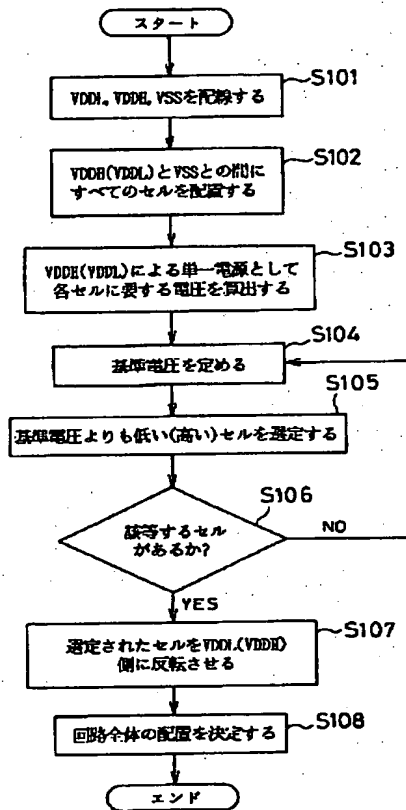 スタート
S101
VDDL, VDDH, VSSを配線する
S102
VDDH(VDDL)とVSSとの間に
すべてのセルを配置する
S103
VDDH(VDDL)による単一電源として
各セルに要する電圧を算出する
S104
基準電圧を定める
S105
基準電圧よりも低い(高い)セルを選定する
S106
該等するセル
があるか?
NO
YES
S107
選定されたセルをVDDL(VDDH)
側に反転させる
S108
回路全体の配置を決定する
エンド